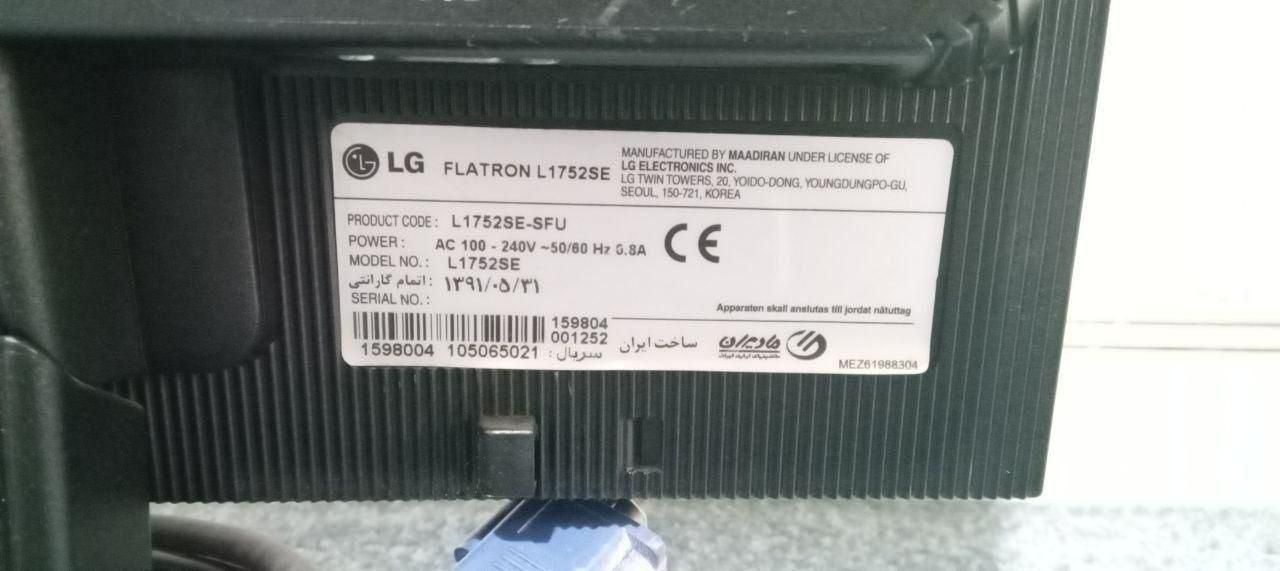 LG FLATRON L1752SE
MANUFACTURED BY MAADIRAN UNDER LICENSE OF
LG ELECTRONICS INC.
LG TWIN TOWERS, 20, YOIDO-DONG, YOUNGDUNGPO-GU,
SEOUL, 150-721, KOREA
PRODUCT CODE : L1752SE-SFU
POWER : AC 100 - 240V ~50/60 Hz 0.8A
MODEL NO. : L1752SE
اتمام گارانتی : ۱۳۹۱/۰۵/۳۱
SERIAL NO. :
CE
Apparaten skall anslutas till jordat nätuttag
159804
001252
1598004 105065021
سریال :
ساخت ایران
مادیران
MEZ61988304